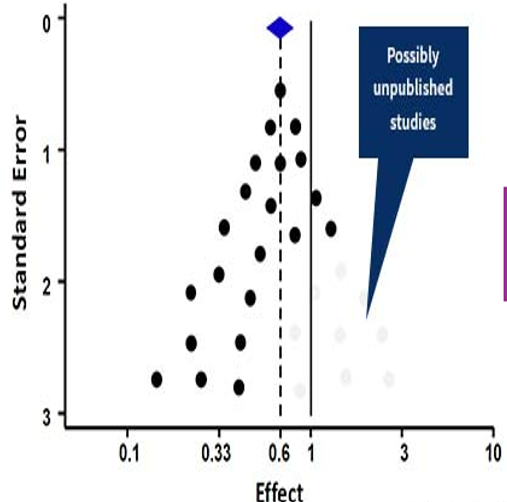 Possibly
unpublished
studies
Standard Error
0
1
2
3
0.1 0.33 0.6 1 3 10
Effect